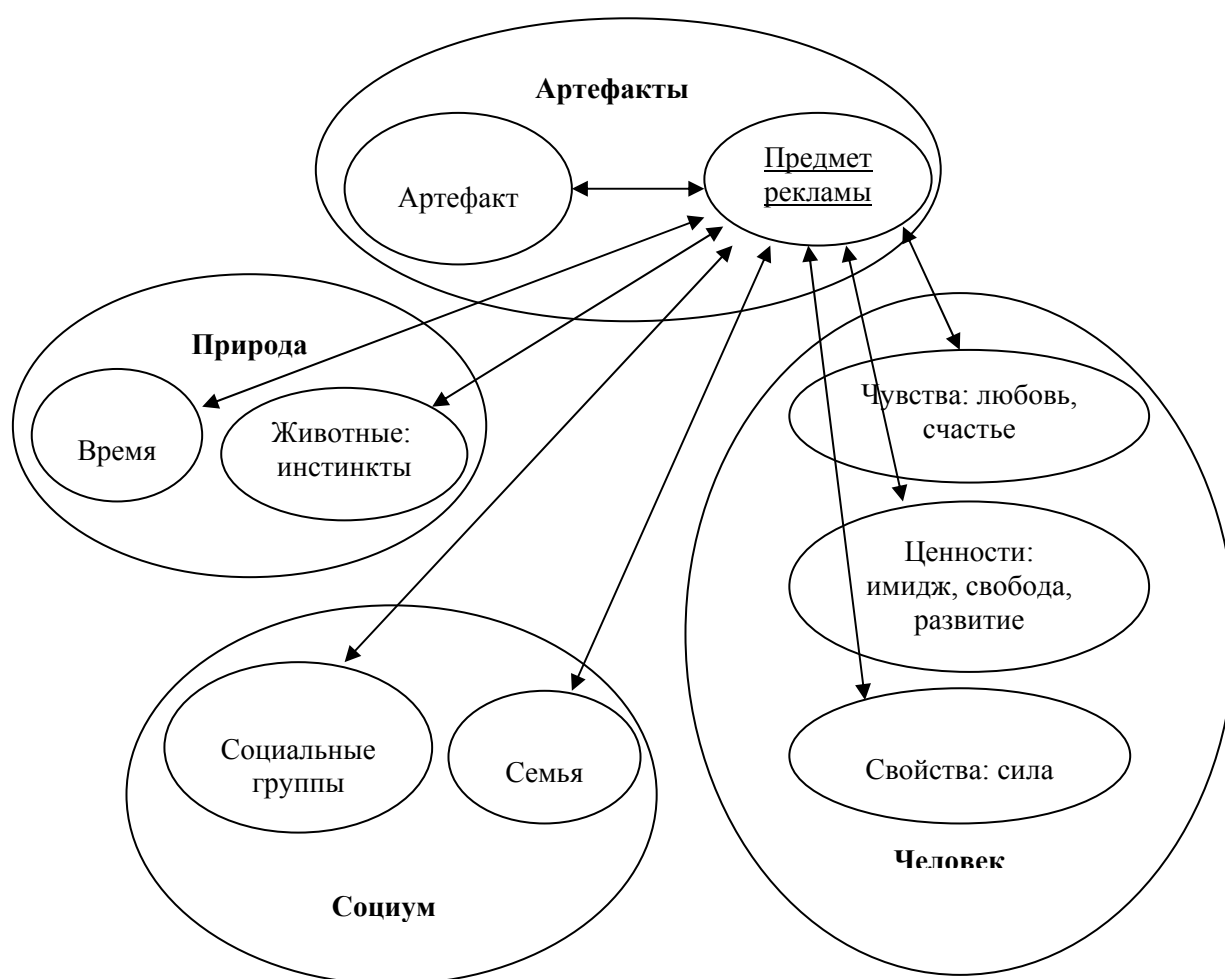 Артефакты
Артефакт
Предмет
рекламы
Природа
Время
Животные:
инстинкты
Чувства: любовь,
счастье
Ценности:
имидж, свобода,
развитие
Свойства: сила
Человек
Социальные
группы
Семья
Социум